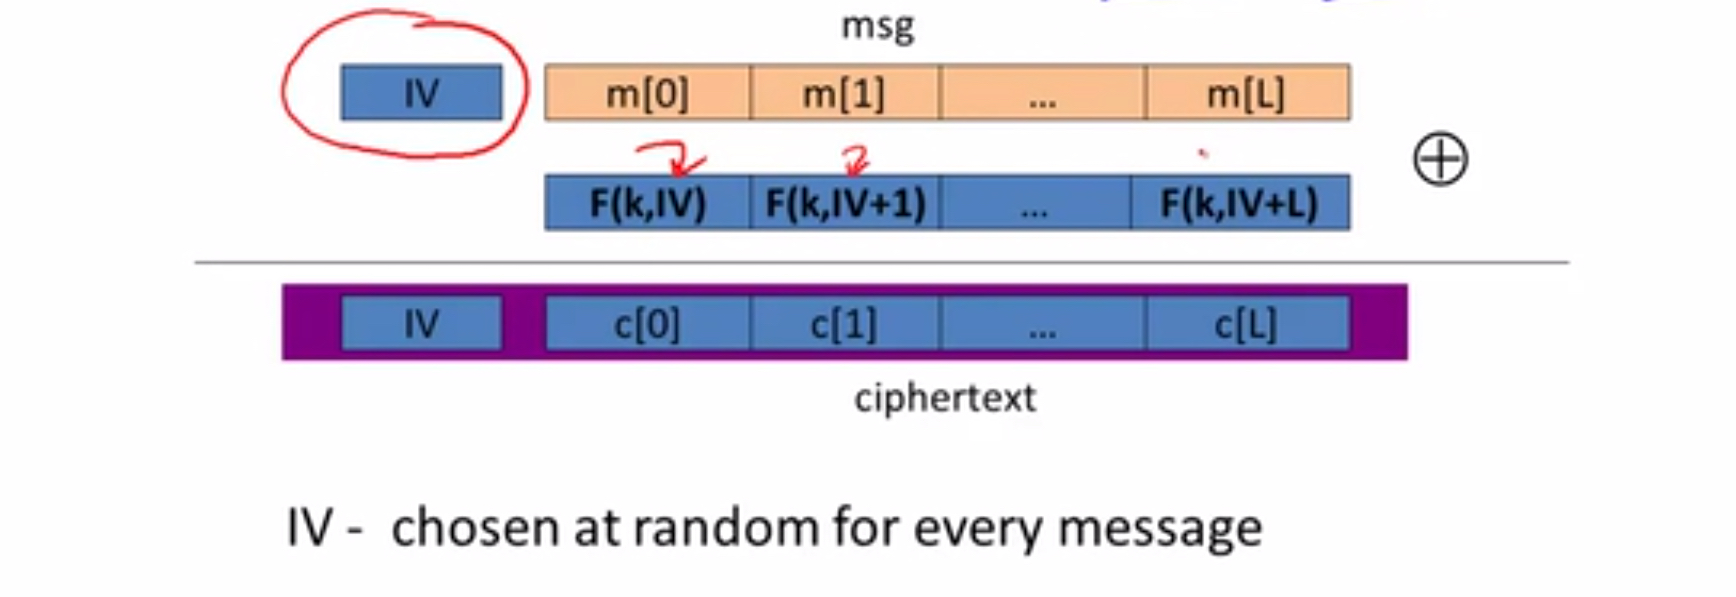 msg
IV m[0] m[1] ... m[L]
⊕
F(k,IV) F(k,IV+1) ... F(k,IV+L)
IV c[0] c[1] ... c[L]
ciphertext
IV - chosen at random for every message